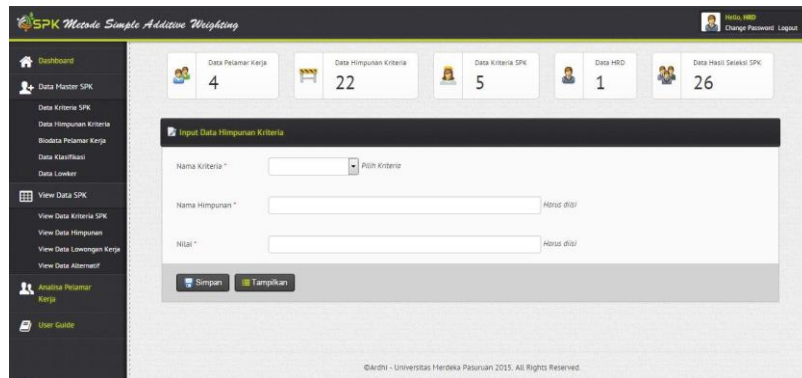 SPK Metode Simple Additive Weighting
Hello, HRD
Change Password Logout
Dashboard
Data Master SPK
Data Kriteria SPK
Data Himpunan Kriteria
Biodata Pelamar Kerja
Data Klasifikasi
Data Lowker
View Data SPK
View Data Kriteria SPK
View Data Himpunan
View Data Lowongan Kerja
View Data Alternatif
Analisa Pelamar
Kerja
User Guide
Data Pelamar Kerja
4
Data Himpunan Kriteria
22
Data Kriteria SPK
5
Data HRD
1
Data Hasil Seleksi SPK
26
Input Data Himpunan Kriteria
Nama Kriteria *
Pilih Kriteria
Nama Himpunan *
Harus diisi
Nilai *
Harus diisi
Simpan
Tampilkan
©Ardhi - Universitas Merdeka Pasuruan 2015. All Rights Reserved.